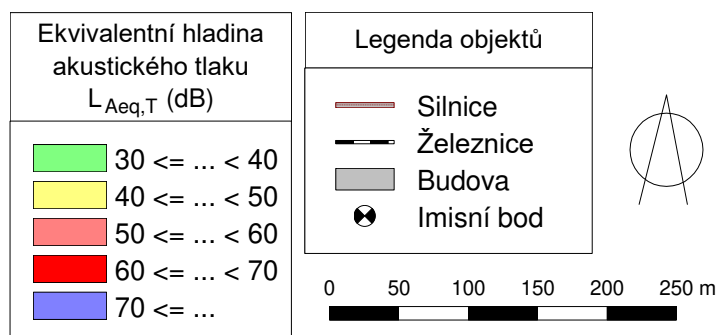 Ekvivalentní hladina
akustického tlaku
L Aeq,T (dB)
30 <= ... < 40
40 <= ... < 50
50 <= ... < 60
60 <= ... < 70
70 <= ...
Legenda objektů
Silnice
Železnice
Budova
Imisní bod
0 50 100 150 200 250 m